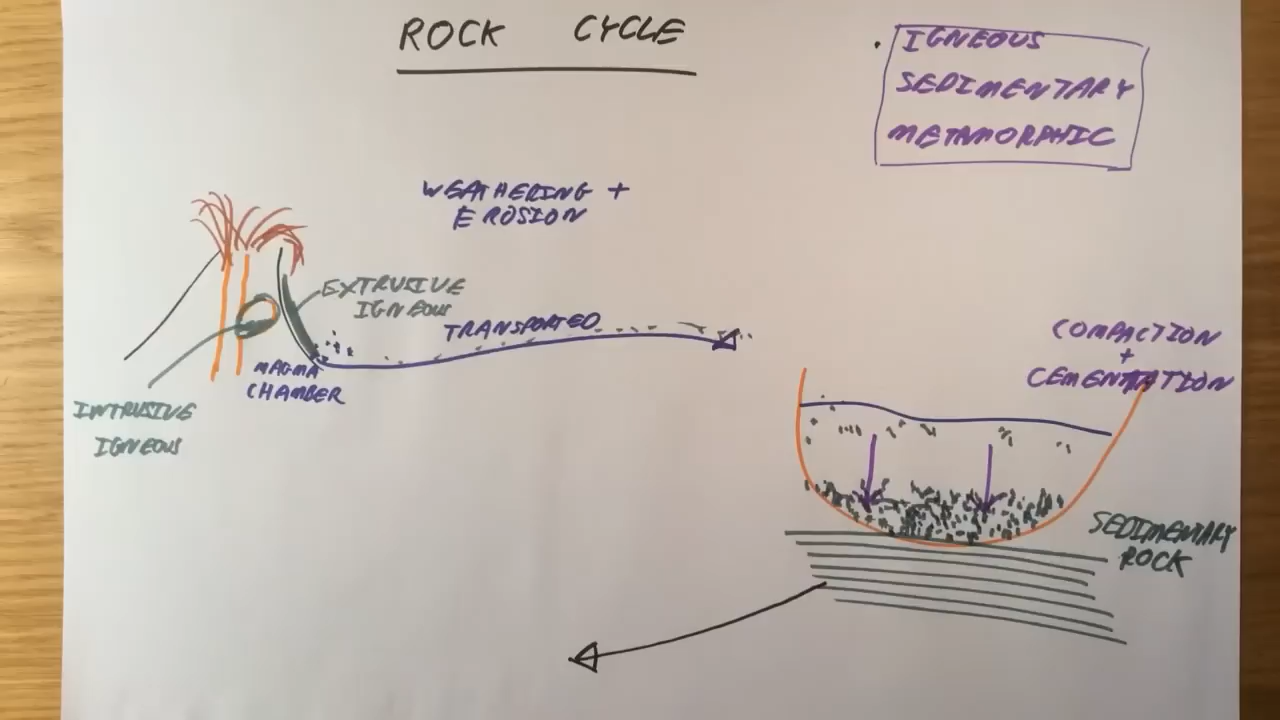 ROCK CYCLE
IGNEOUS
SEDIMENTARY
METAMORPHIC
WEATHERING +
EROSION
EXTRUSIVE
IGNEOUS
TRANSPORTED
MAGMA
CHAMBER
INTRUSIVE
IGNEOUS
COMPACTION
+
CEMENTATION
SEDIMENTARY
ROCK